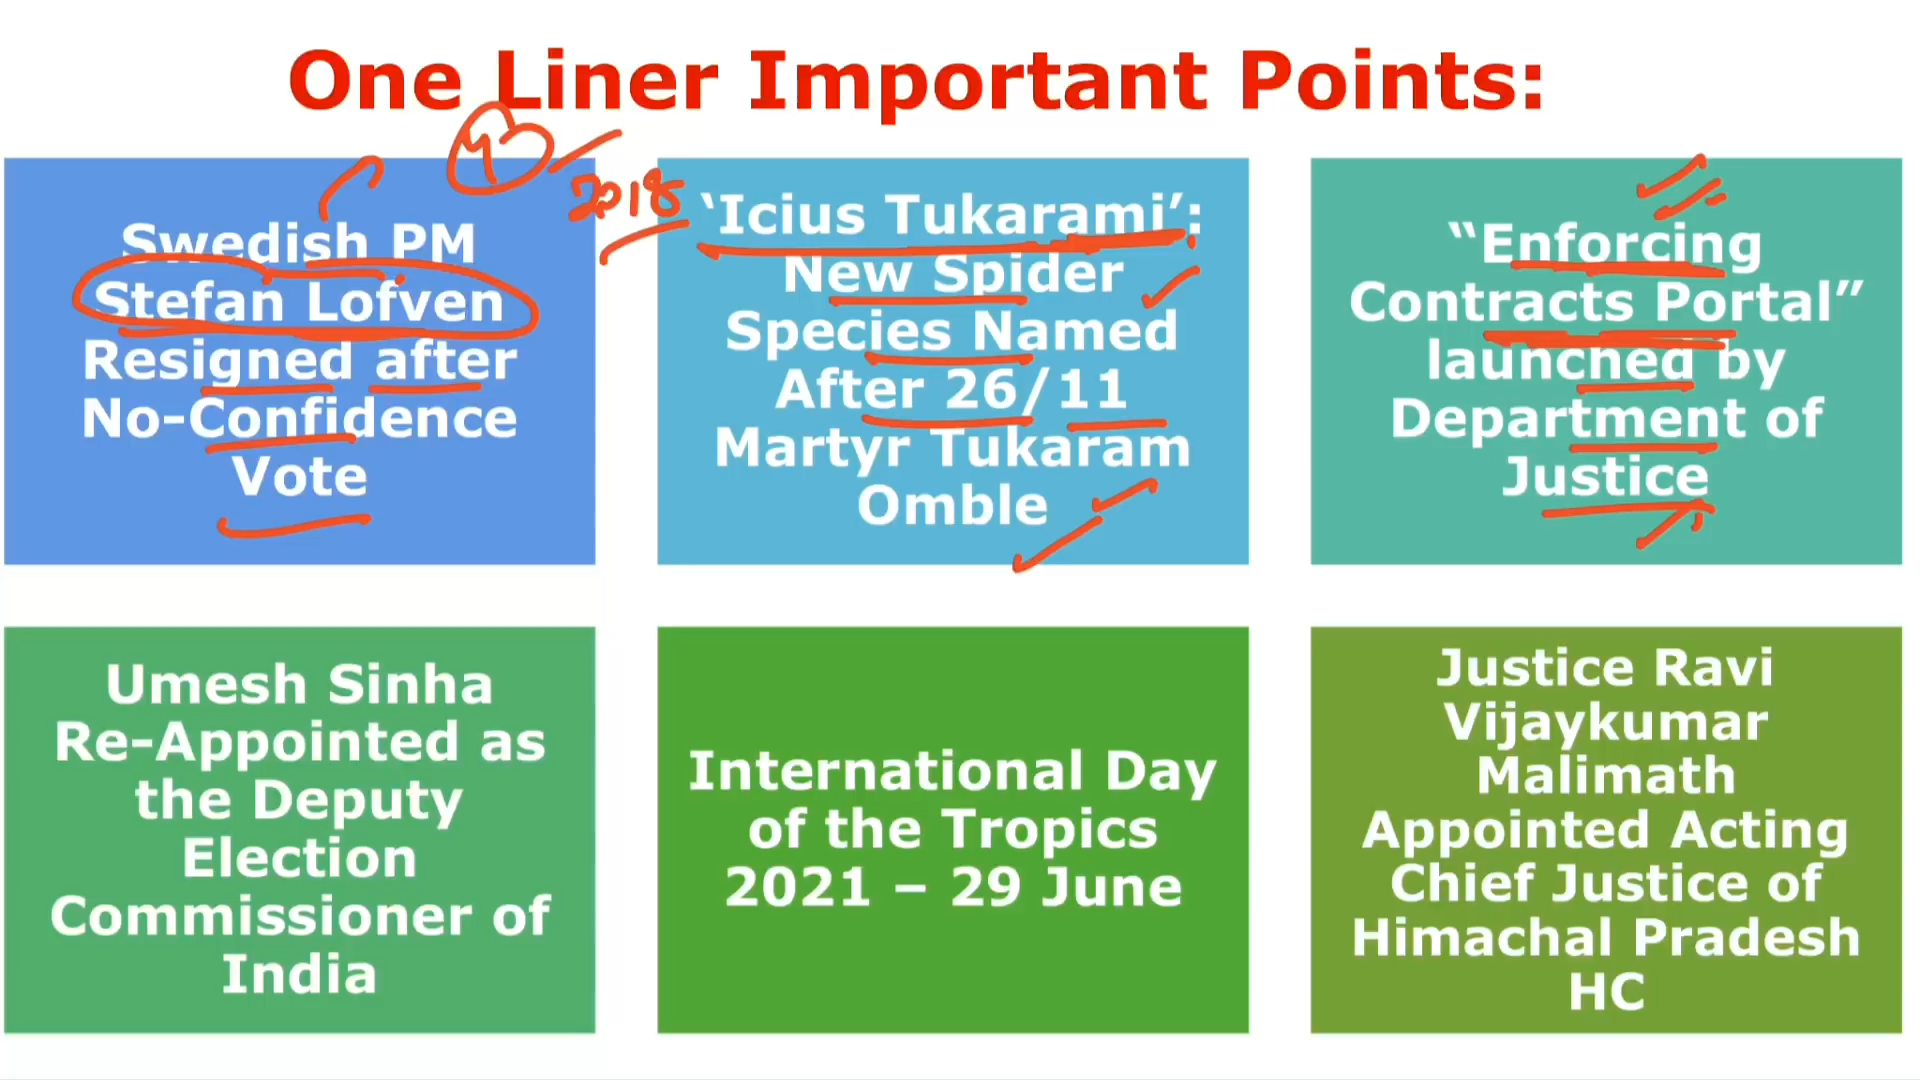 One Liner Important Points:
2018
Swedish PM
Stefan Lofven
Resigned after
No-Confidence
Vote
‘Icius Tukarami’:
New Spider
Species Named
After 26/11
Martyr Tukaram
Omble
“Enforcing
Contracts Portal”
launched by
Department of
Justice
Umesh Sinha
Re-Appointed as
the Deputy
Election
Commissioner of
India
International Day
of the Tropics
2021 – 29 June
Justice Ravi
Vijaykumar
Malimath
Appointed Acting
Chief Justice of
Himachal Pradesh
HC